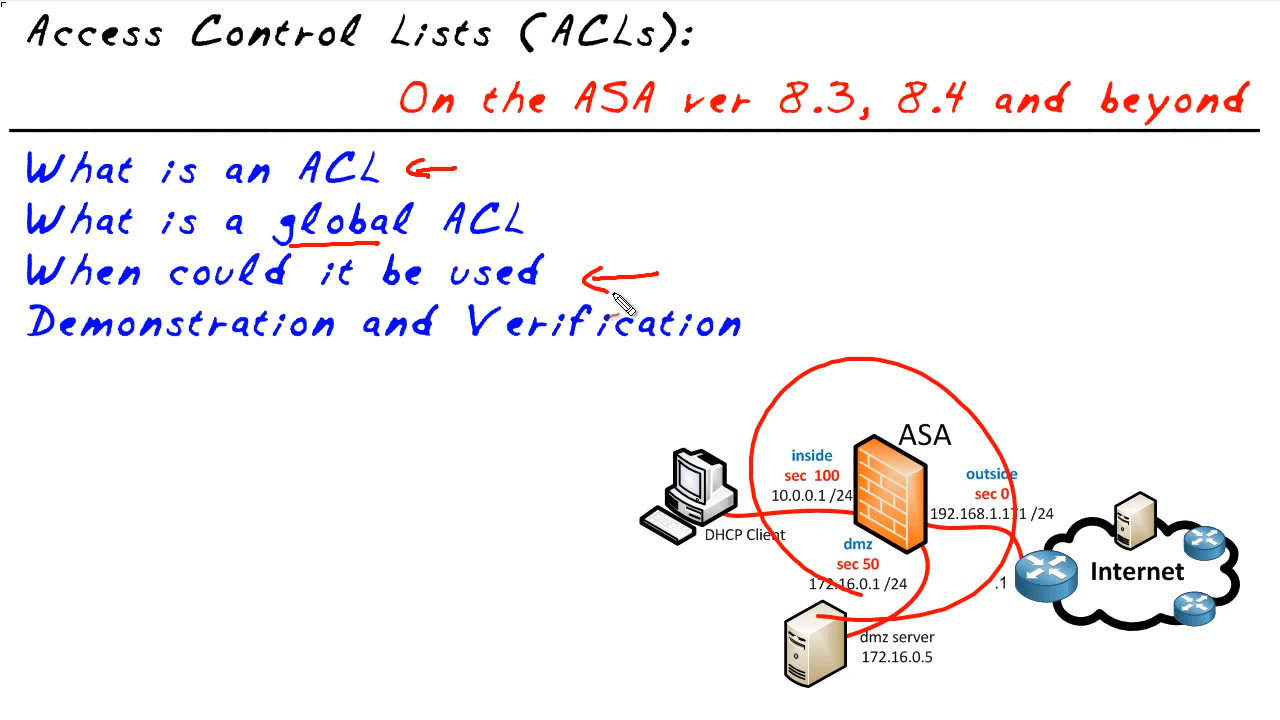 Access Control Lists (ACLs):
On the ASA ver 8.3, 8.4 and beyond
What is an ACL
What is a global ACL
When could it be used
Demonstration and Verification
ASA
inside
sec 100
10.0.0.1 /24
outside
sec 0
192.168.1.171 /24
DHCP Client
dmz
sec 50
172.16.0.1 /24
.1
Internet
dmz server
172.16.0.5